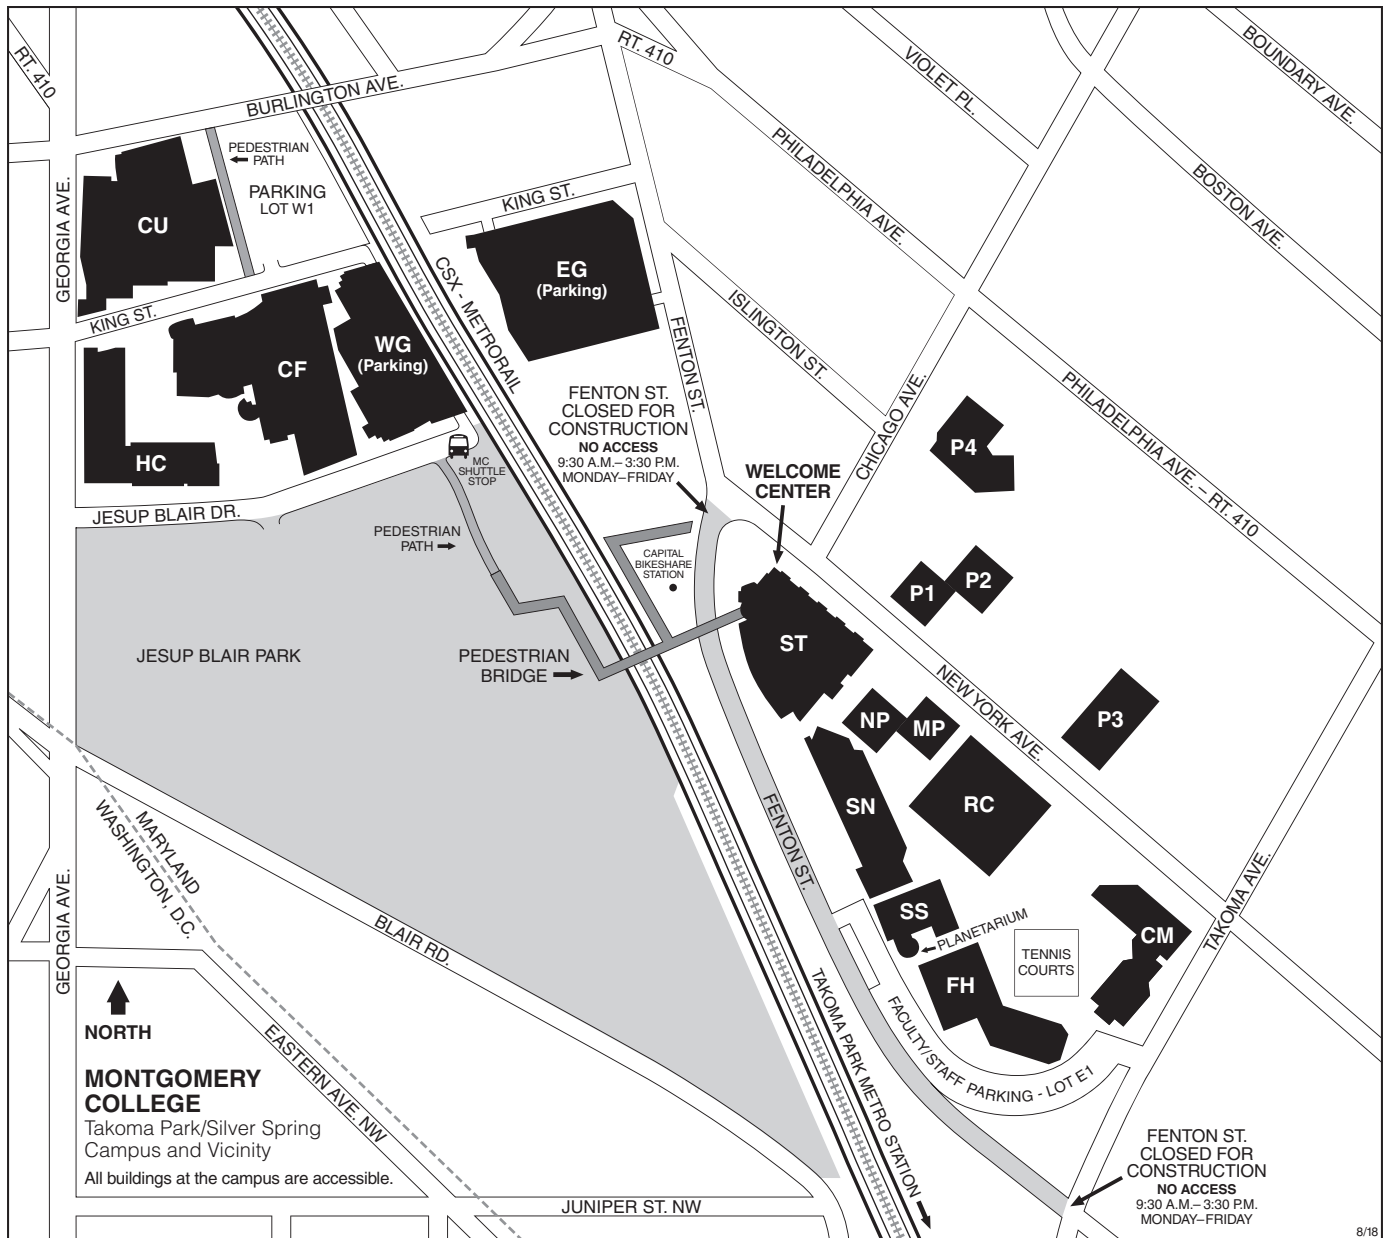 RT. 410
BURLINGTON AVE.
RT. 410
VIOLET PL.
BOUNDARY AVE.
PEDESTRIAN
PATH
PARKING
LOT W1
PHILADELPHIA AVE.
BOSTON AVE.
GEORGIA AVE.
CU
KING ST.
EG
(Parking)
CSX - METRORAIL
KING ST.
ISLINGTON ST.
FENTON ST.
WG
(Parking)
CF
HC
PHILADELPHIA AVE. – RT. 410
CHICAGO AVE.
FENTON ST.
CLOSED FOR
CONSTRUCTION
NO ACCESS
9:30 A.M.– 3:30 P.M.
MONDAY–FRIDAY
P4
MC
SHUTTLE
STOP
WELCOME
CENTER
JESUP BLAIR DR.
PEDESTRIAN
PATH
CAPITAL
BIKESHARE
STATION
P1
P2
ST
JESUP BLAIR PARK
PEDESTRIAN
BRIDGE
NEW YORK AVE.
NP
MP
P3
SN
RC
FENTON ST.
MARYLAND
WASHINGTON, D.C.
GEORGIA AVE.
BLAIR RD.
SS
PLANETARIUM
TENNIS
COURTS
CM
TAKOMA AVE.
FH
FACULTY/STAFF PARKING - LOT E1
TAKOMA PARK METRO STATION
NORTH
EASTERN AVE. NW
MONTGOMERY
COLLEGE
Takoma Park/Silver Spring
Campus and Vicinity
All buildings at the campus are accessible.
JUNIPER ST. NW
FENTON ST.
CLOSED FOR
CONSTRUCTION
NO ACCESS
9:30 A.M.– 3:30 P.M.
MONDAY–FRIDAY
8/18